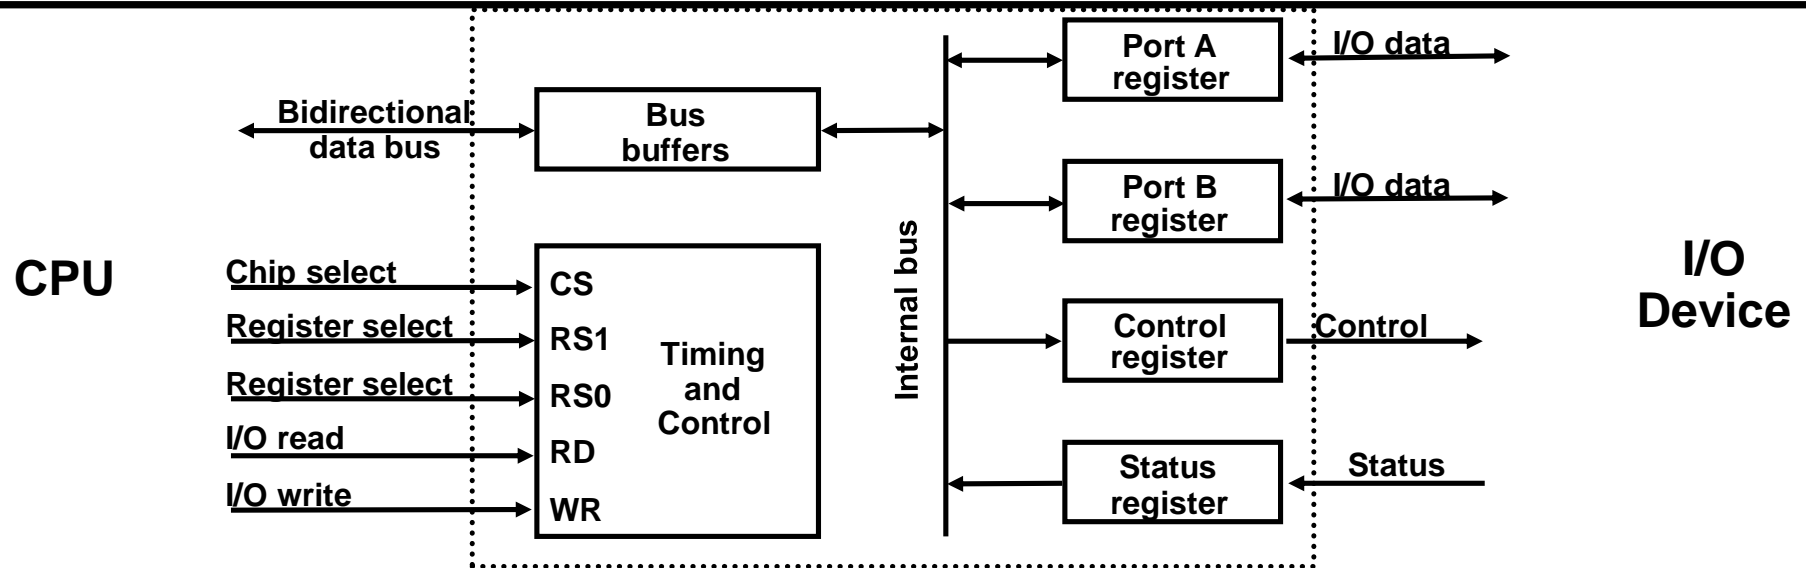 CPU
Bidirectional
data bus
Chip select
Register select
Register select
I/O read
I/O write
Bus
buffers
CS
RS1
RS0
RD
WR
Timing
and
Control
Internal bus
Port A
register
Port B
register
Control
register
Status
register
I/O data
I/O data
Control
Status
I/O
Device